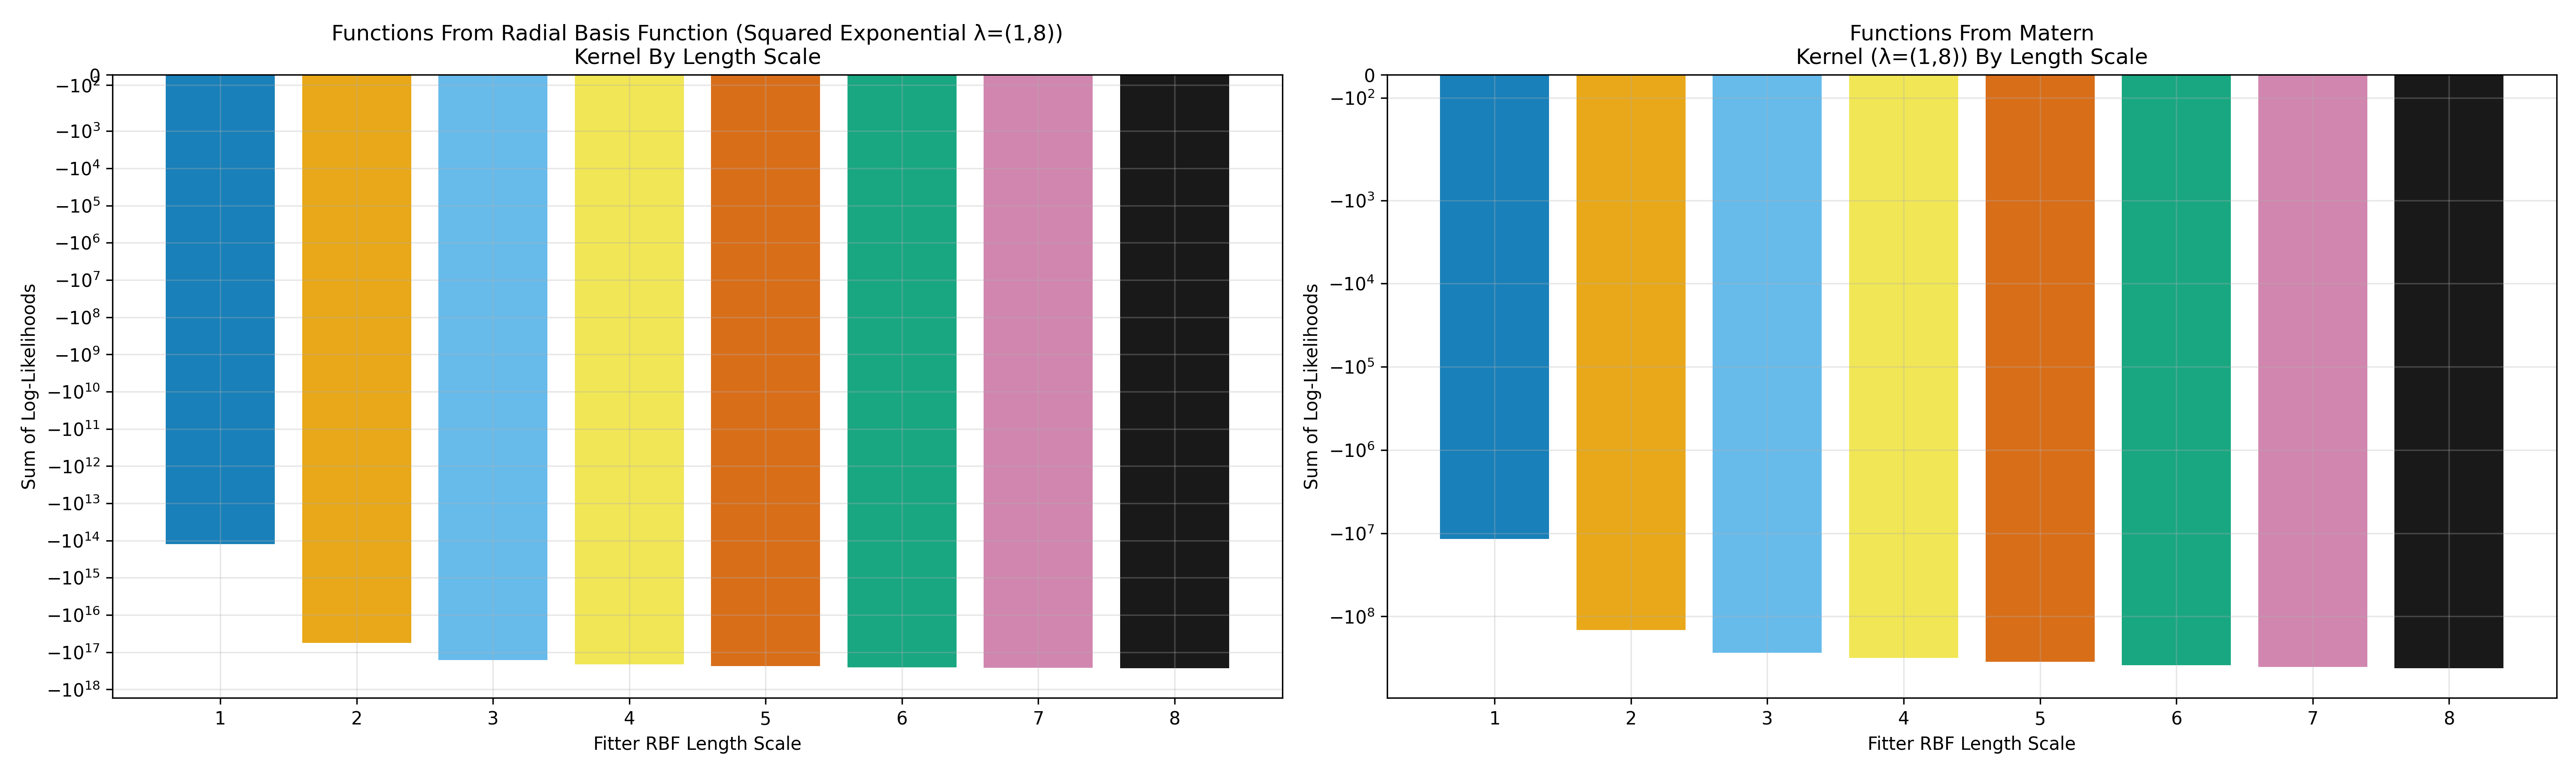 Functions From Radial Basis Function (Squared Exponential λ=(1,8))
Kernel By Length Scale
Sum of Log-Likelihoods
0
−10²
−10³
−10⁴
−10⁵
−10⁶
−10⁷
−10⁸
−10⁹
−10¹⁰
−10¹¹
−10¹²
−10¹³
−10¹⁴
−10¹⁵
−10¹⁶
−10¹⁷
−10¹⁸
1 2 3 4 5 6 7 8
Fitter RBF Length Scale
Functions From Matern
Kernel (λ=(1,8)) By Length Scale
Sum of Log-Likelihoods
0
−10²
−10³
−10⁴
−10⁵
−10⁶
−10⁷
−10⁸
1 2 3 4 5 6 7 8
Fitter RBF Length Scale